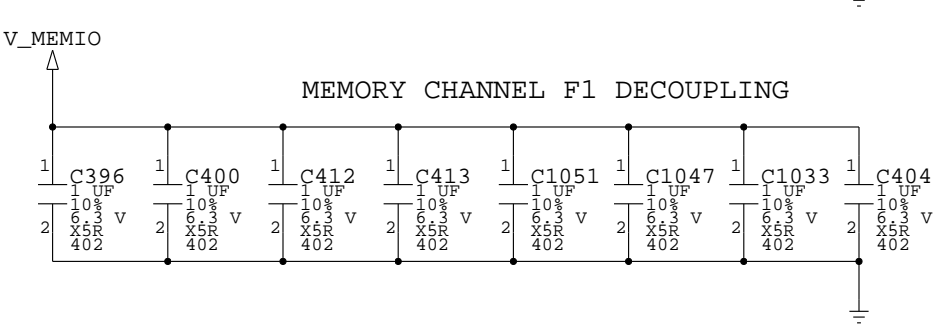 V_MEMIO
MEMORY CHANNEL F1 DECOUPLING
1 1 1 1 1 1 1 1
C396 C400 C412 C413 C1051 C1047 C1033 C404
1 UF 1 UF 1 UF 1 UF 1 UF 1 UF 1 UF 1 UF
10% 10% 10% 10% 10% 10% 10% 10%
6.3 V 6.3 V 6.3 V 6.3 V 6.3 V 6.3 V 6.3 V 6.3 V
2 2 2 2 2 2 2 2
X5R X5R X5R X5R X5R X5R X5R X5R
402 402 402 402 402 402 402 402